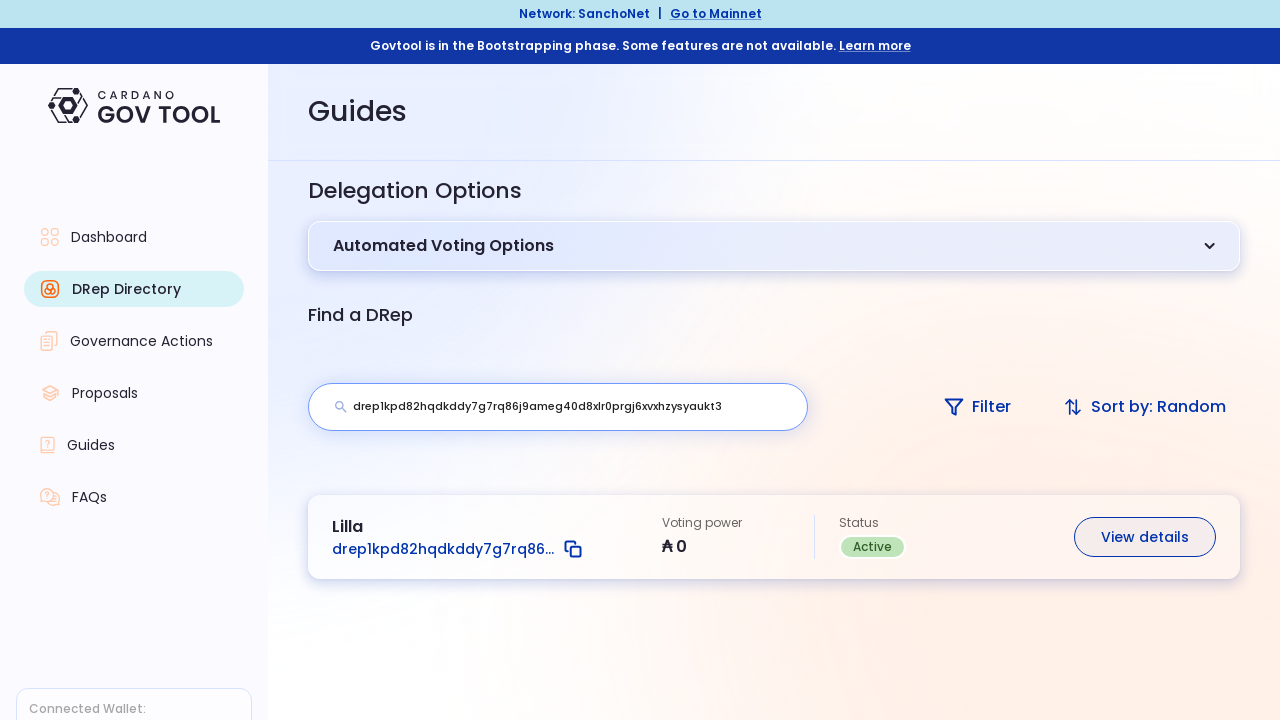 Network: SanchoNet | Go to Mainnet
Govtool is in the Bootstrapping phase. Some features are not available. Learn more
CARDANO
GOV TOOL
Dashboard
DRep Directory
Governance Actions
Proposals
Guides
FAQs
Connected Wallet:
Guides
Delegation Options
Automated Voting Options
Find a DRep
drep1kpd82hqdkddy7g7rq86j9ameg40d8xlr0prgj6xvxhzysyaukt3
Filter
Sort by: Random
Lilla
drep1kpd82hqdkddy7g7rq86...
Voting power
₳ 0
Status
Active
View details